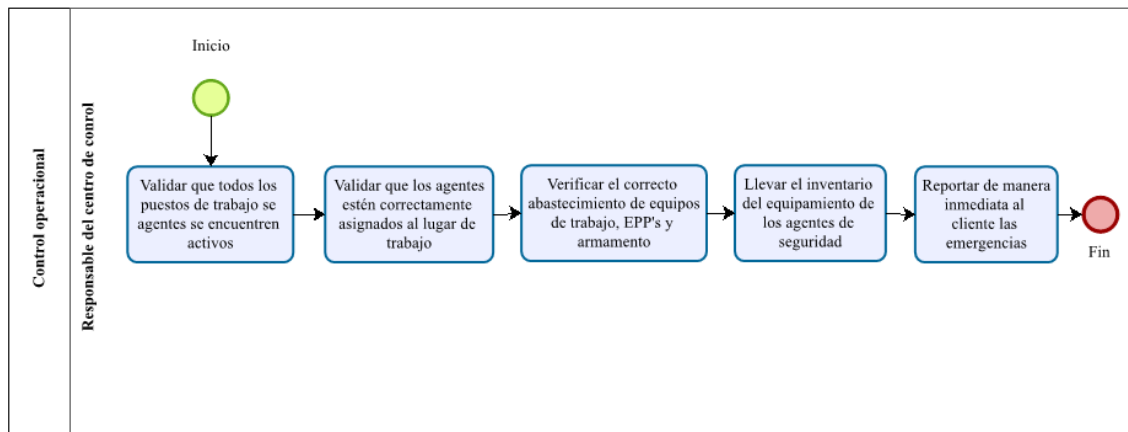 Control operacional
Responsable del centro de conrol
Inicio
Validar que todos los
puestos de trabajo se
agentes se encuentren
activos
Validar que los agentes
estén correctamente
asignados al lugar de
trabajo
Verificar el correcto
abastecimiento de equipos
de trabajo, EPP's y
armamento
Llevar el inventario
del equipamiento de
los agentes de
seguridad
Reportar de manera
inmediata al
cliente las
emergencias
Fin